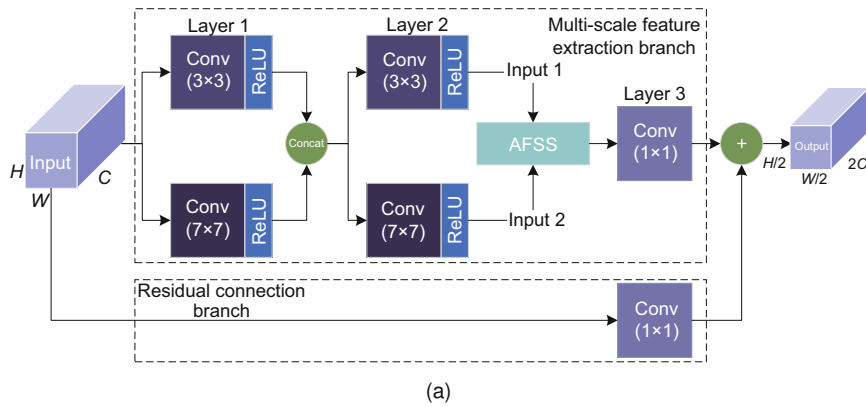 Layer 1
Layer 2
Multi-scale feature
extraction branch
Conv
(3×3)
ReLU
Conv
(3×3)
ReLU
Input 1
Layer 3
Input
H
W
C
Concat
AFSS
Conv
(1×1)
+
H/2
Output
W/2
2C
Conv
(7×7)
ReLU
Conv
(7×7)
ReLU
Input 2
Residual connection
branch
Conv
(1×1)
(a)